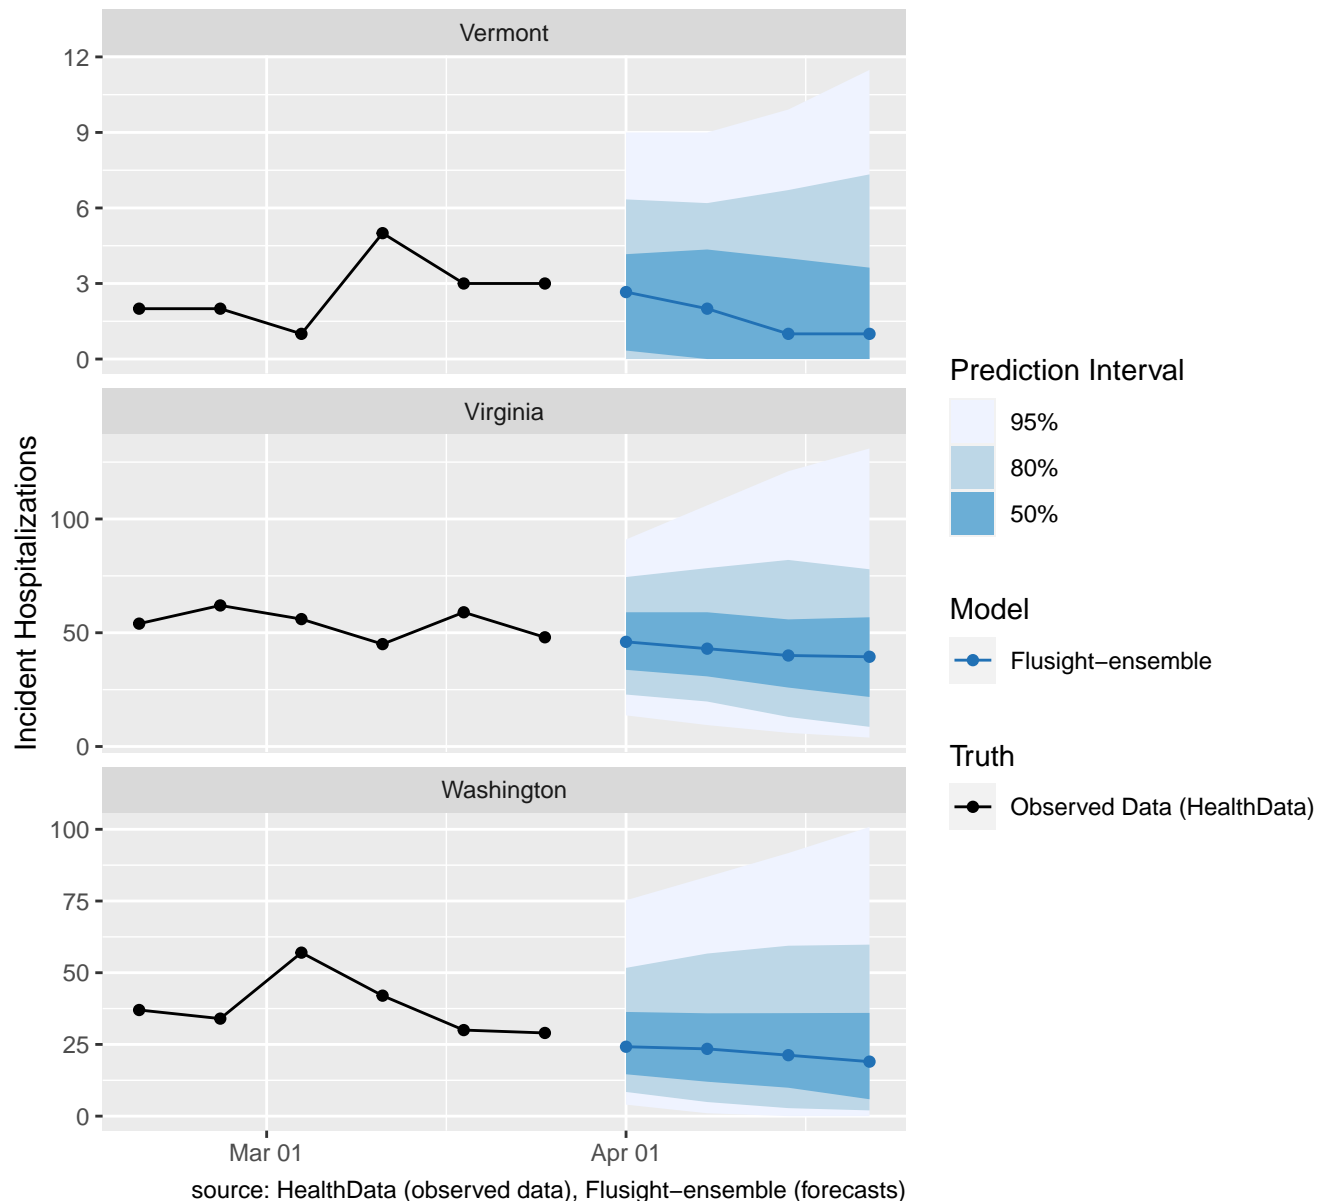 Vermont
12
9
6
3
0
Virginia
100
50
0
Washington
100
75
50
25
0
Incident Hospitalizations
Mar 01
Apr 01
source: HealthData (observed data), Flusight−ensemble (forecasts)
Prediction Interval
95%
80%
50%
Model
Flusight−ensemble
Truth
Observed Data (HealthData)